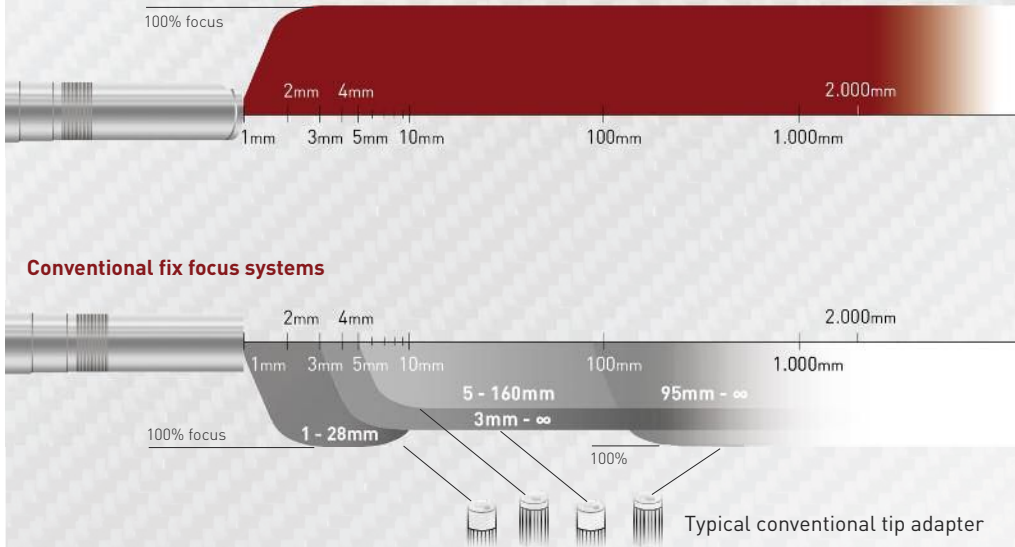 100% focus
2mm 4mm 2.000mm
1mm 3mm 5mm 10mm 100mm 1.000mm
Conventional fix focus systems
2mm 4mm 2.000mm
1mm 3mm 5mm 10mm 100mm 1.000mm
5 - 160mm 95mm - ∞
3mm - ∞
100% focus 1 - 28mm
100%
Typical conventional tip adapter